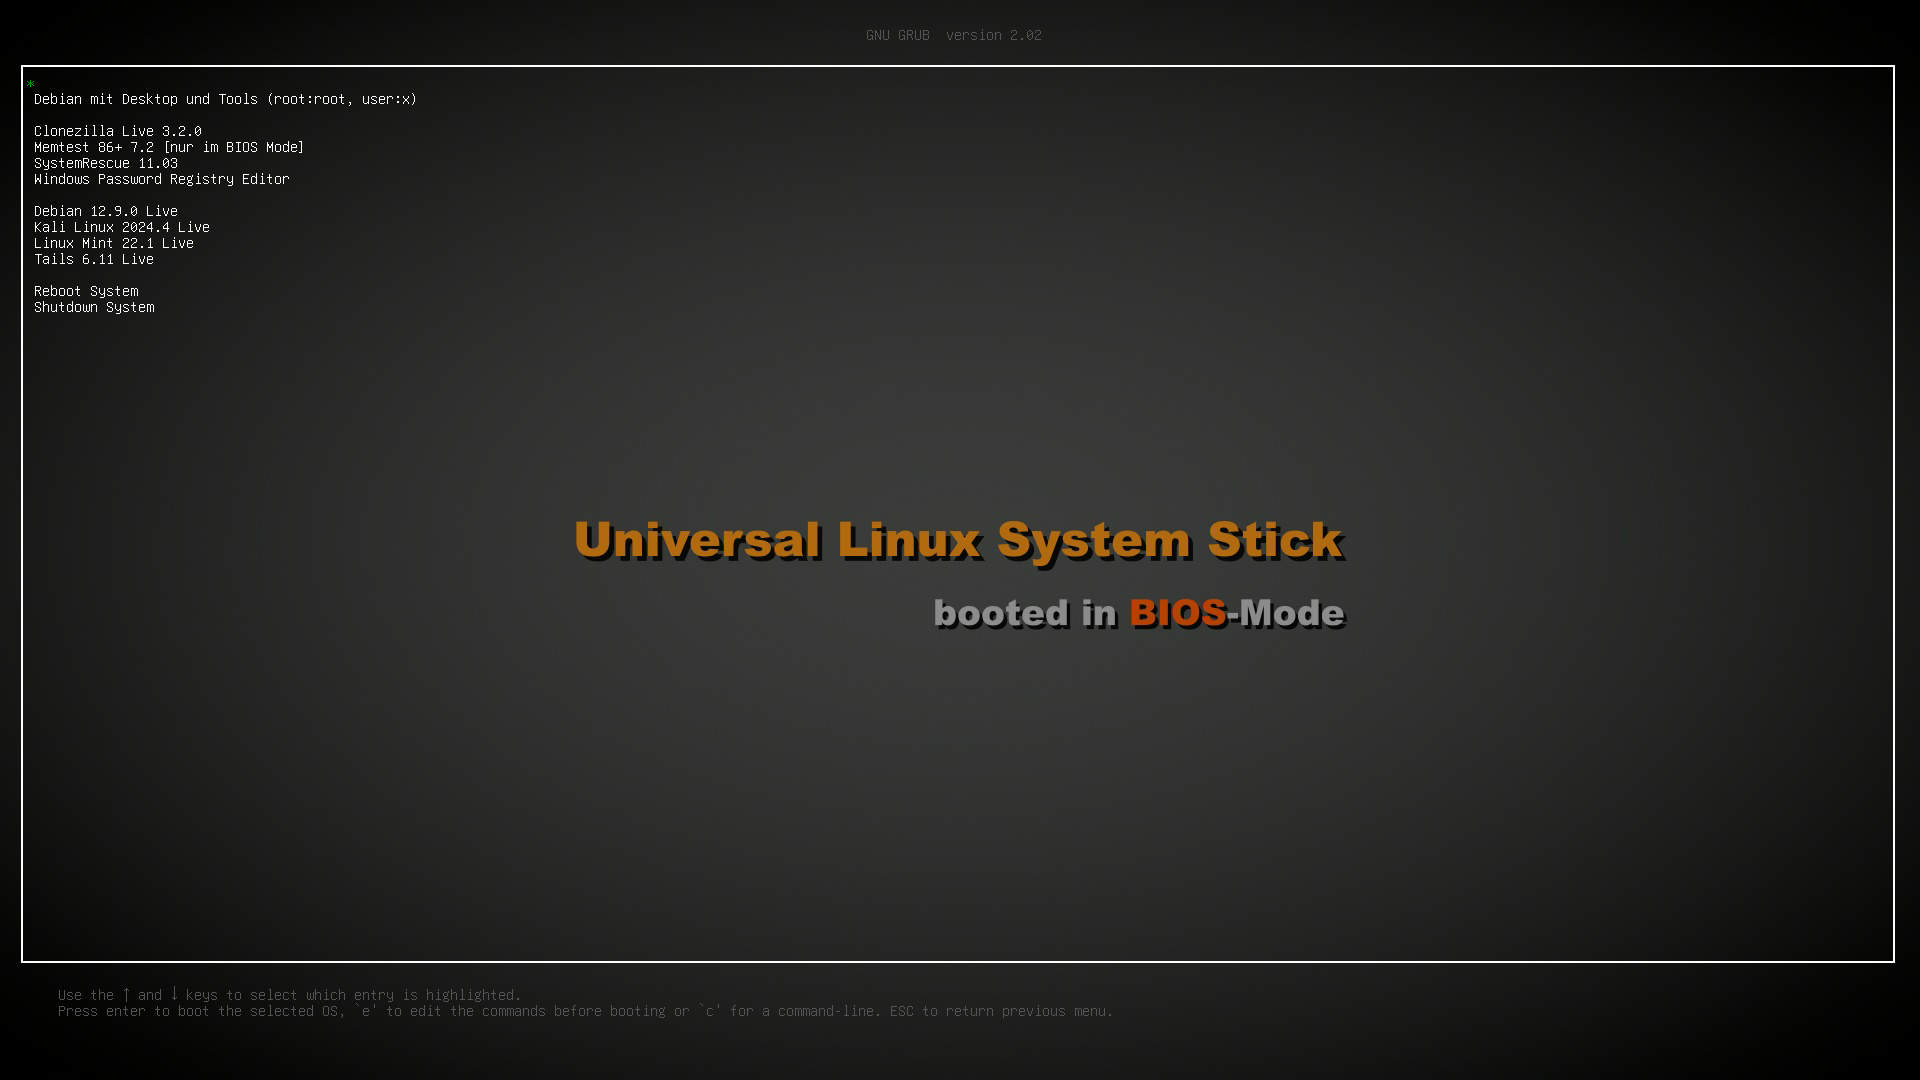 GNU GRUB  version 2.02
*
Debian mit Desktop und Tools (root:root, user:x)
Clonezilla Live 3.2.0
Memtest 86+ 7.2 [nur im BIOS Mode]
SystemRescue 11.03
Windows Password Registry Editor
Debian 12.9.0 Live
Kali Linux 2024.4 Live
Linux Mint 22.1 Live
Tails 6.11 Live
Reboot System
Shutdown System
Universal Linux System Stick
booted in BIOS-Mode
Use the ↑ and ↓ keys to select which entry is highlighted.
Press enter to boot the selected OS, `e' to edit the commands before booting or `c' for a command-line. ESC to return previous menu.